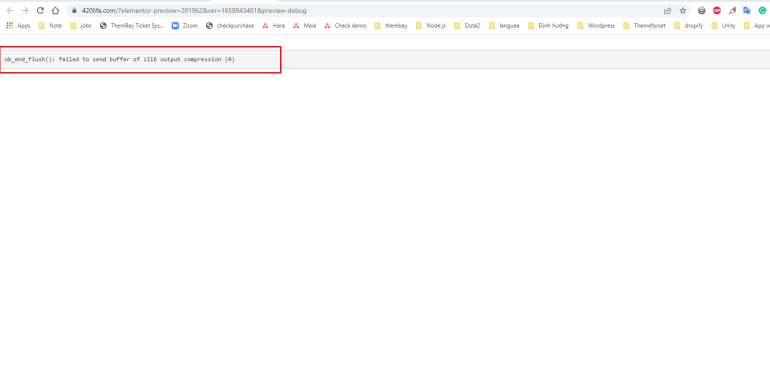 420life.com/?elementor-preview=201962&ver=1658843401&preview-debug
Apps Note jobs ThemBay Ticket Sys... Zoom checkpurchase Hara Maia Check demo thembay Node js Dota2 languea Định hướng Wordpress Themeforset shopify Unity App w
ob_end_flush(): failed to send buffer of zlib output compression (0)